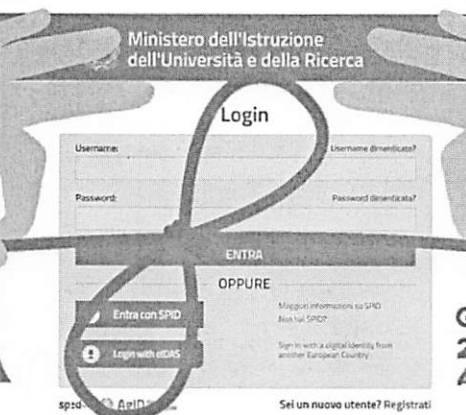 Ministero dell'Istruzione
dell'Università e della Ricerca
Login
Username:
Username dimenticato?
Password:
Password dimenticata?
ENTRA
OPPURE
Entra con SPID
Maggiori informazioni su SPID
Non hai SPID?
Login with eIDAS
Sign in with a digital identity from
another European Country
spid
AgID
Sei un nuovo utente? Registrati